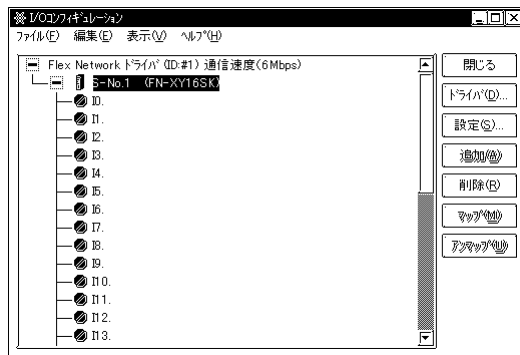 I/Oコンフィギュレーション
ファイル(F) 編集(E) 表示(V) ヘルプ(H)
Flex Network ドライバ (ID:#1) 通信速度(6Mbps)
S-No.1 (FN-XY16SK)
I0.
I1.
I2.
I3.
I4.
I5.
I6.
I7.
I8.
I9.
I10.
I11.
I12.
I13.
閉じる
ドライバ(D)...
設定(S)...
追加(A)
削除(R)
マップ(M)
アンマップ(U)